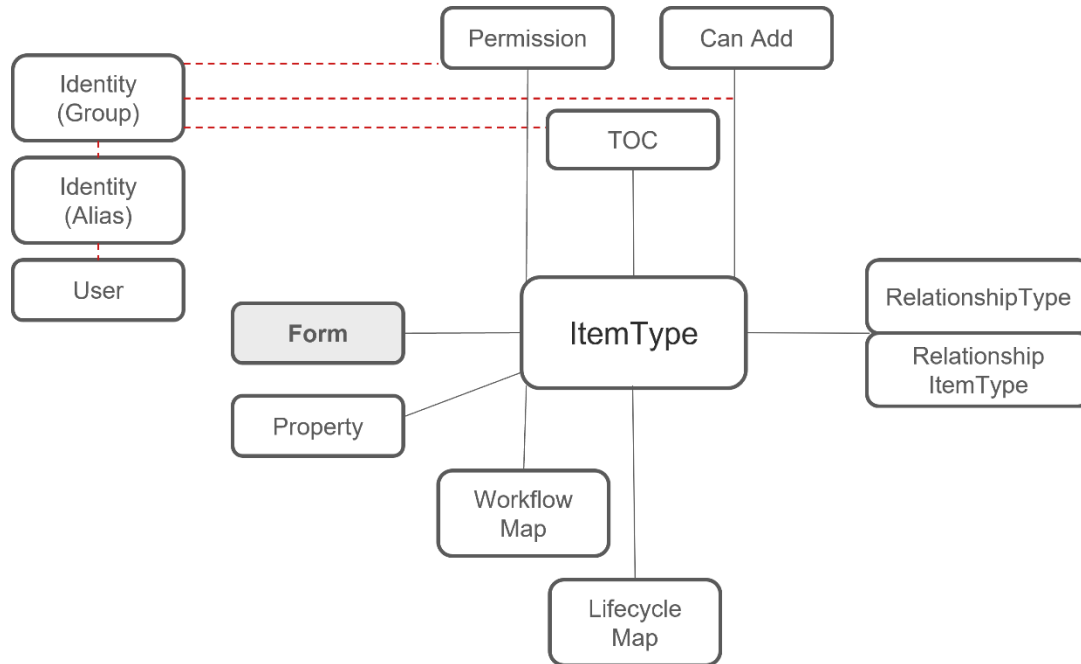 Permission
Can Add
Identity
(Group)
TOC
Identity
(Alias)
User
RelationshipType
Form
ItemType
Relationship
ItemType
Property
Workflow
Map
Lifecycle
Map